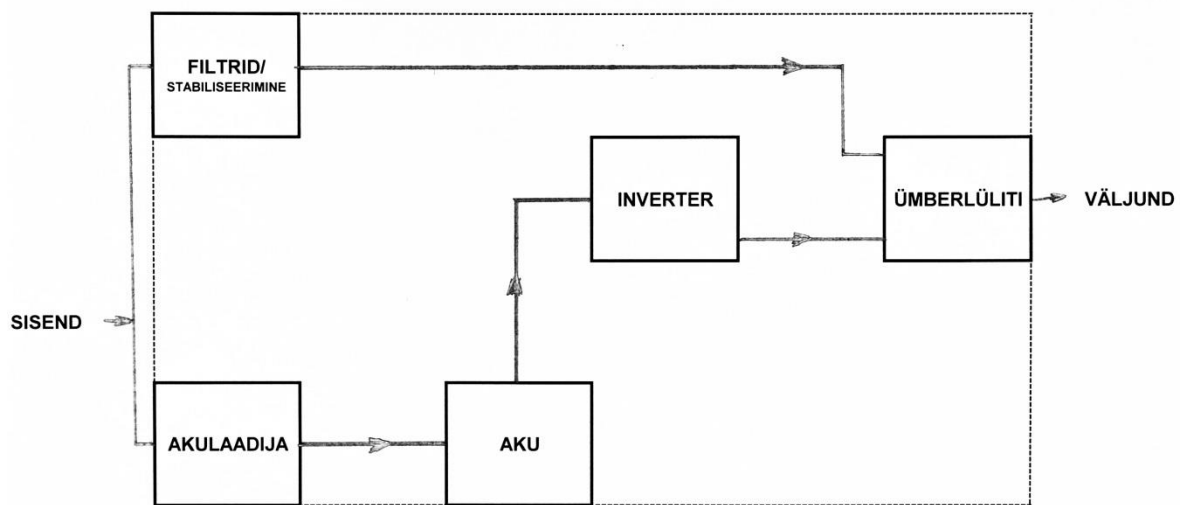 FILTRID/
STABILISEERIMINE
INVERTER
ÜMBERLÜLITI
VÄLJUND
SISEND
AKULAADIJA
AKU